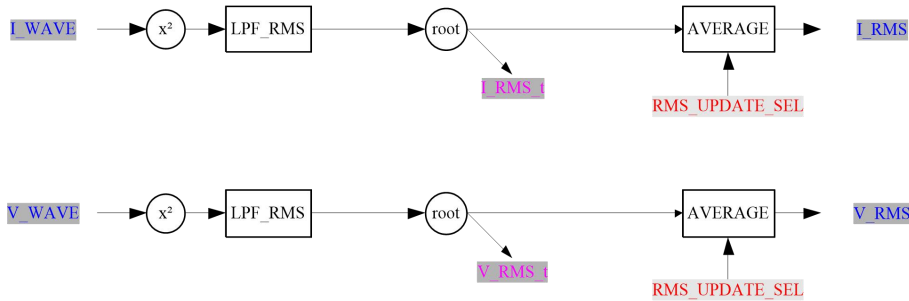 I_WAVE
x²
LPF_RMS
root
AVERAGE
I_RMS
I_RMS_t
RMS_UPDATE_SEL
V_WAVE
x²
LPF_RMS
root
AVERAGE
V_RMS
V_RMS_t
RMS_UPDATE_SEL